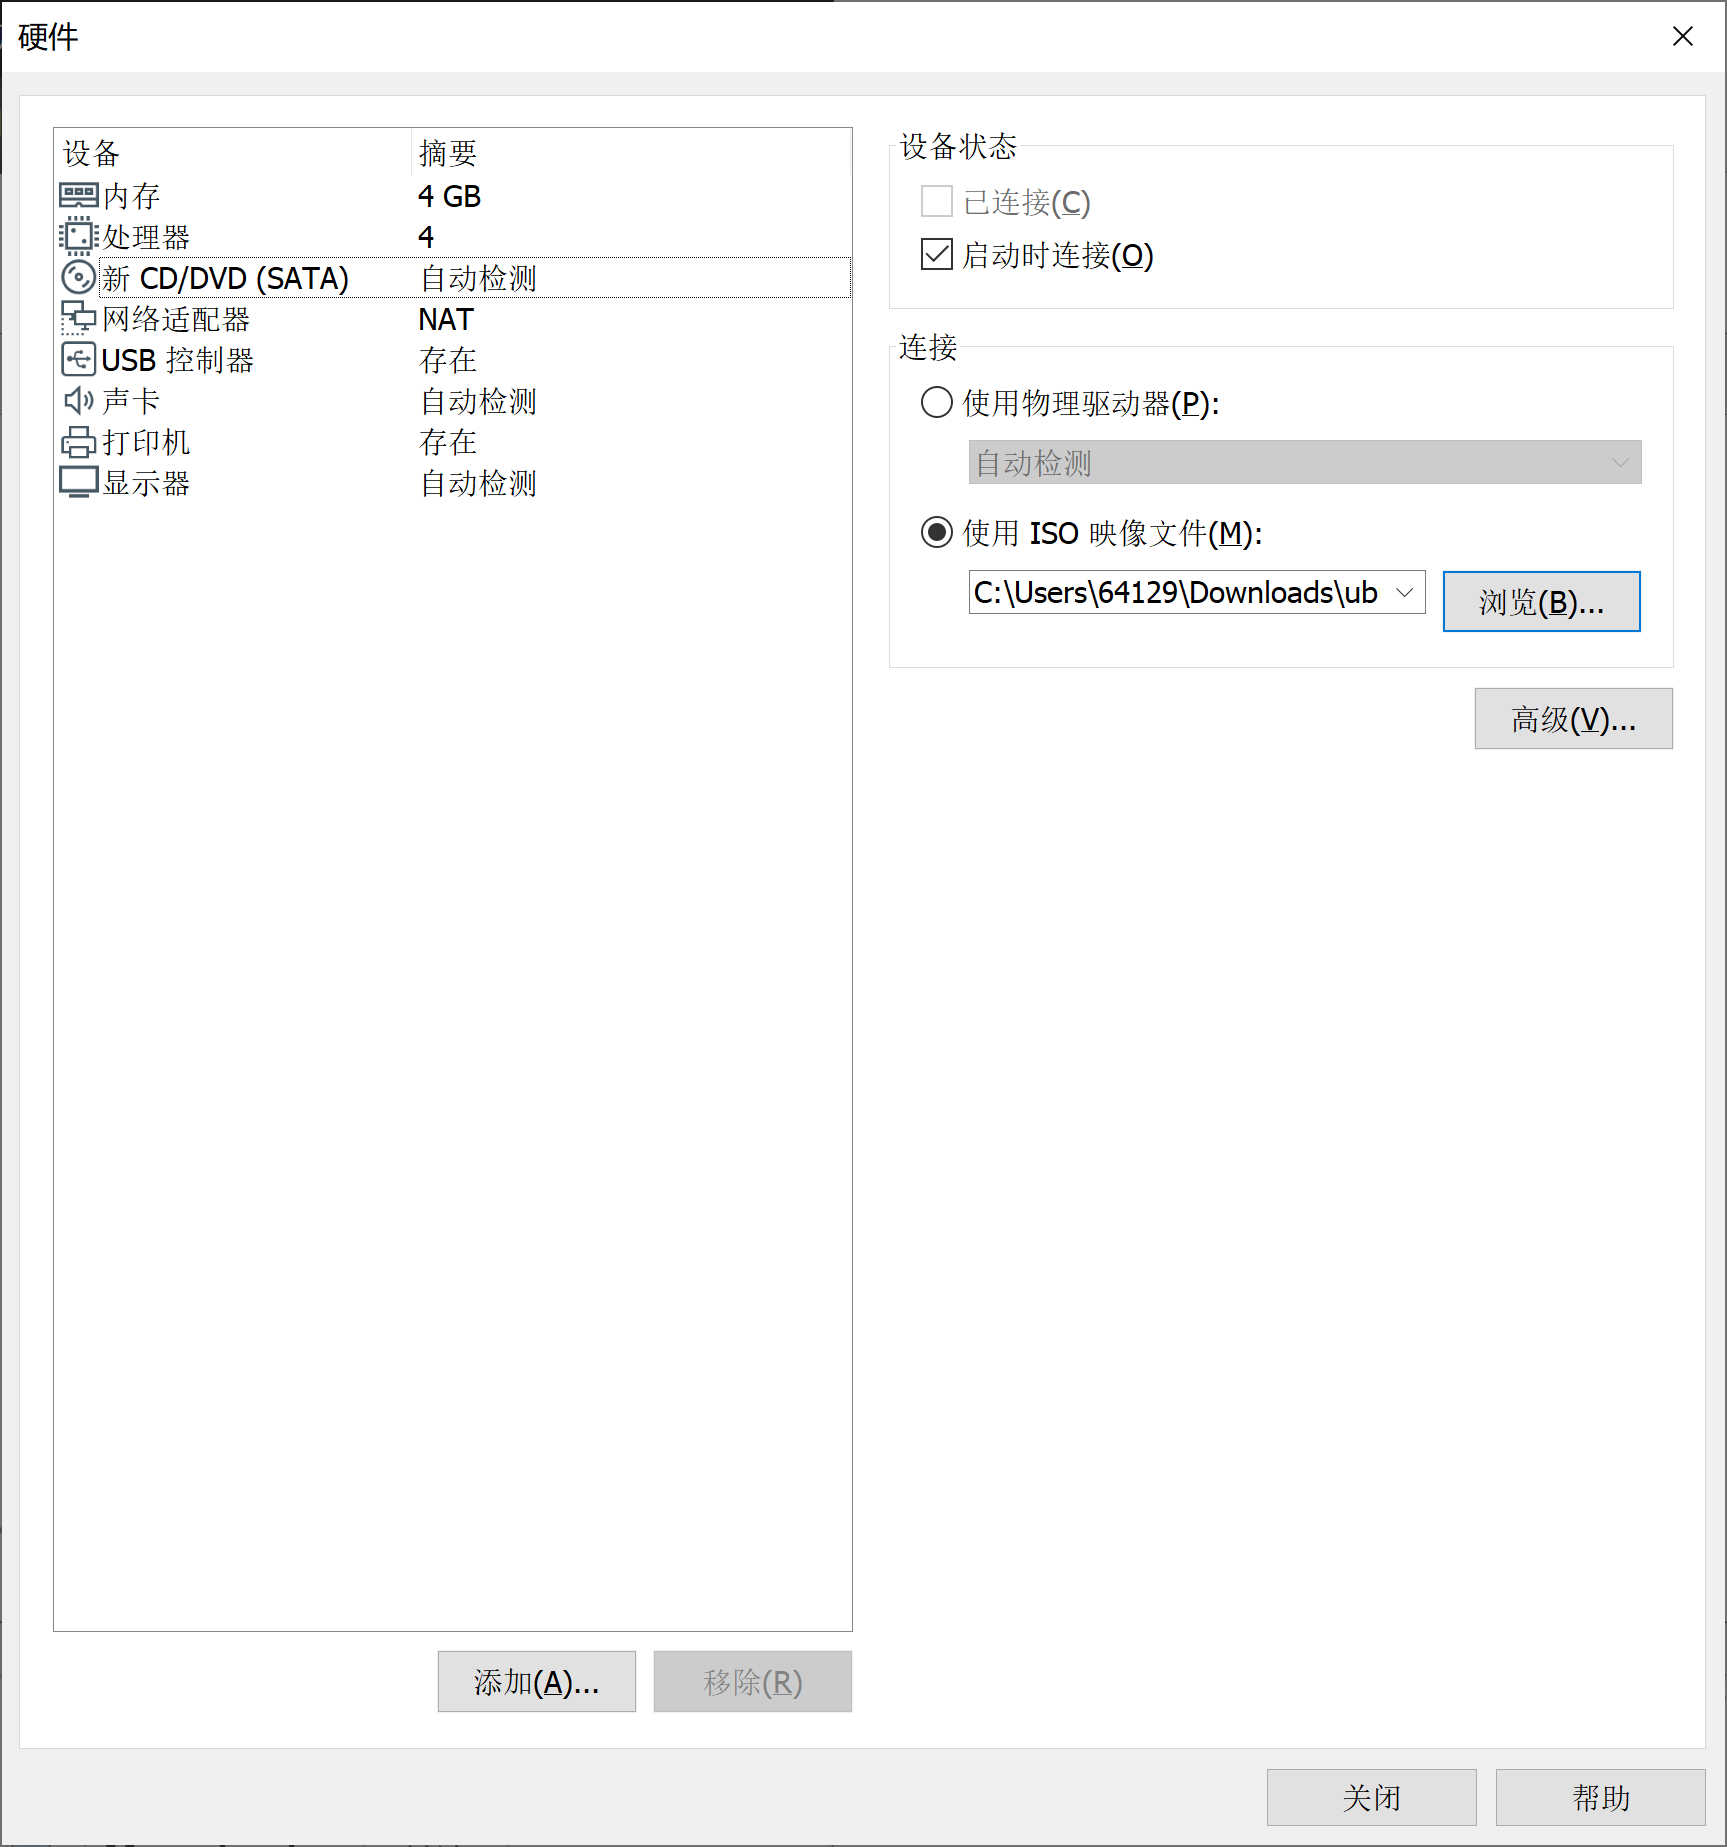 硬件
设备 摘要
内存 4 GB
处理器 4
新 CD/DVD (SATA) 自动检测
网络适配器 NAT
USB 控制器 存在
声卡 自动检测
打印机 存在
显示器 自动检测
添加(A)...
移除(R)
设备状态
已连接(C)
启动时连接(O)
连接
使用物理驱动器(P):
自动检测
使用 ISO 映像文件(M):
C:\Users\64129\Downloads\ub
浏览(B)...
高级(V)...
关闭
帮助